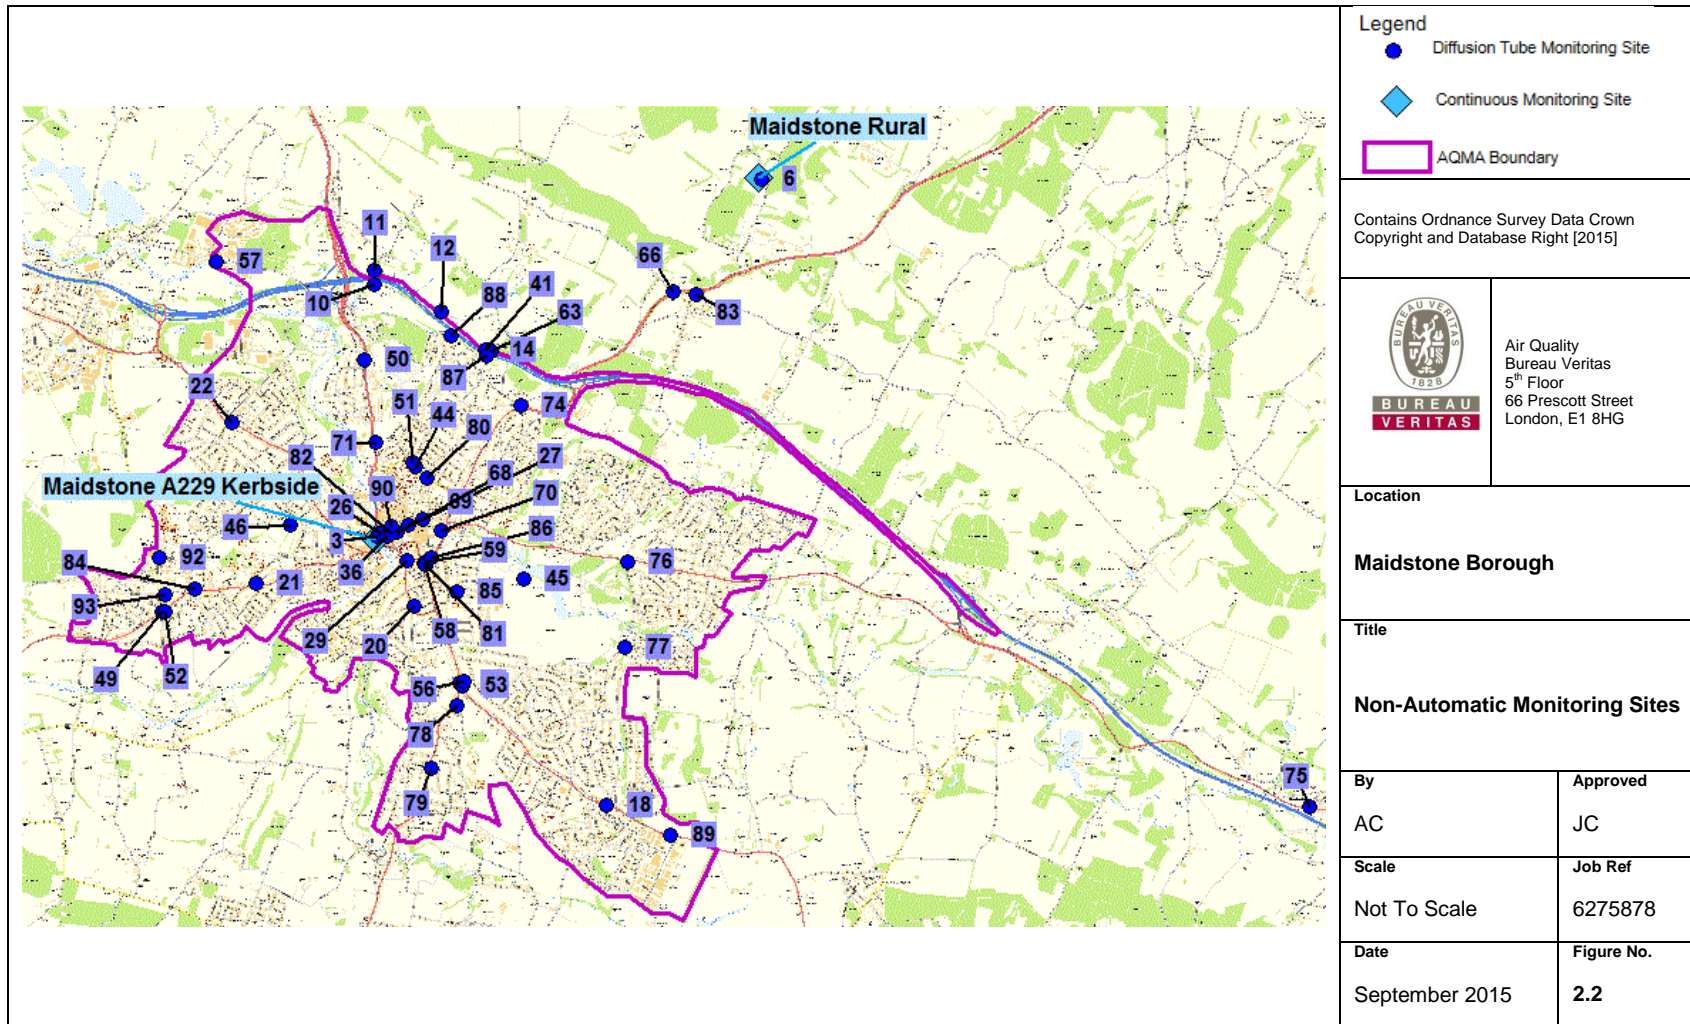 Maidstone Rural
6
11
12
57
66
88
41
10
63
83
14
50
87
22
51
44
74
80
71
82
27
68
Maidstone A229 Kerbside
90
26
69
70
46
86
3
59
92
84
36
76
21
45
85
93
29
20
58
81
77
49
52
56
53
78
75
79
18
89
Legend
Diffusion Tube Monitoring Site
Continuous Monitoring Site
AQMA Boundary
Contains Ordnance Survey Data Crown
Copyright and Database Right [2015]
BUREAU VERITAS
1828
BUREAU
VERITAS
Air Quality
Bureau Veritas
5th Floor
66 Prescott Street
London, E1 8HG
Location
Maidstone Borough
Title
Non-Automatic Monitoring Sites
By
AC
Approved
JC
Scale
Not To Scale
Job Ref
6275878
Date
September 2015
Figure No.
2.2